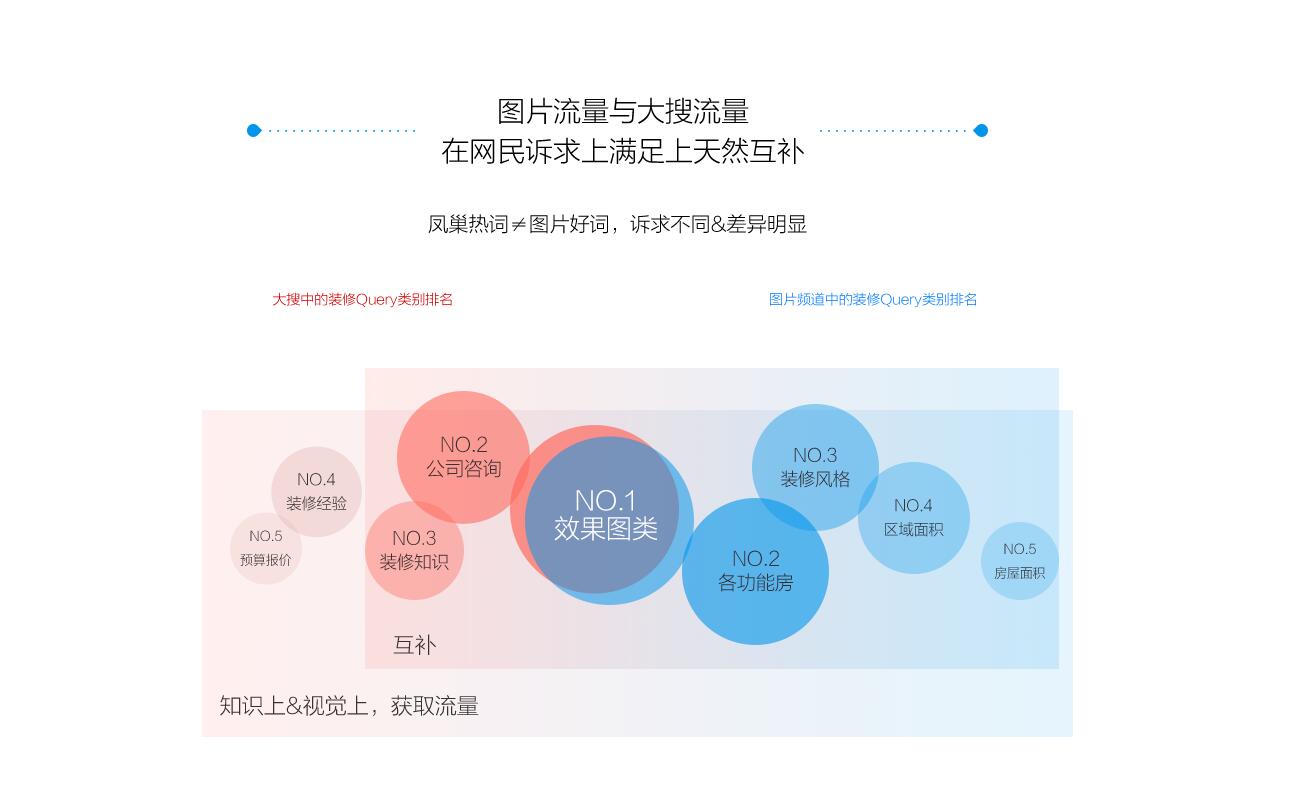 图片流量与大搜流量
在网民诉求上满足上天然互补
凤巢热词≠图片好词，诉求不同&差异明显
大搜中的装修Query类别排名
图片频道中的装修Query类别排名
NO.5
预算报价
NO.4
装修经验
NO.2
公司咨询
NO.3
装修知识
NO.1
效果图类
NO.2
各功能房
NO.3
装修风格
NO.4
区域面积
NO.5
房屋面积
互补
知识上&视觉上，获取流量